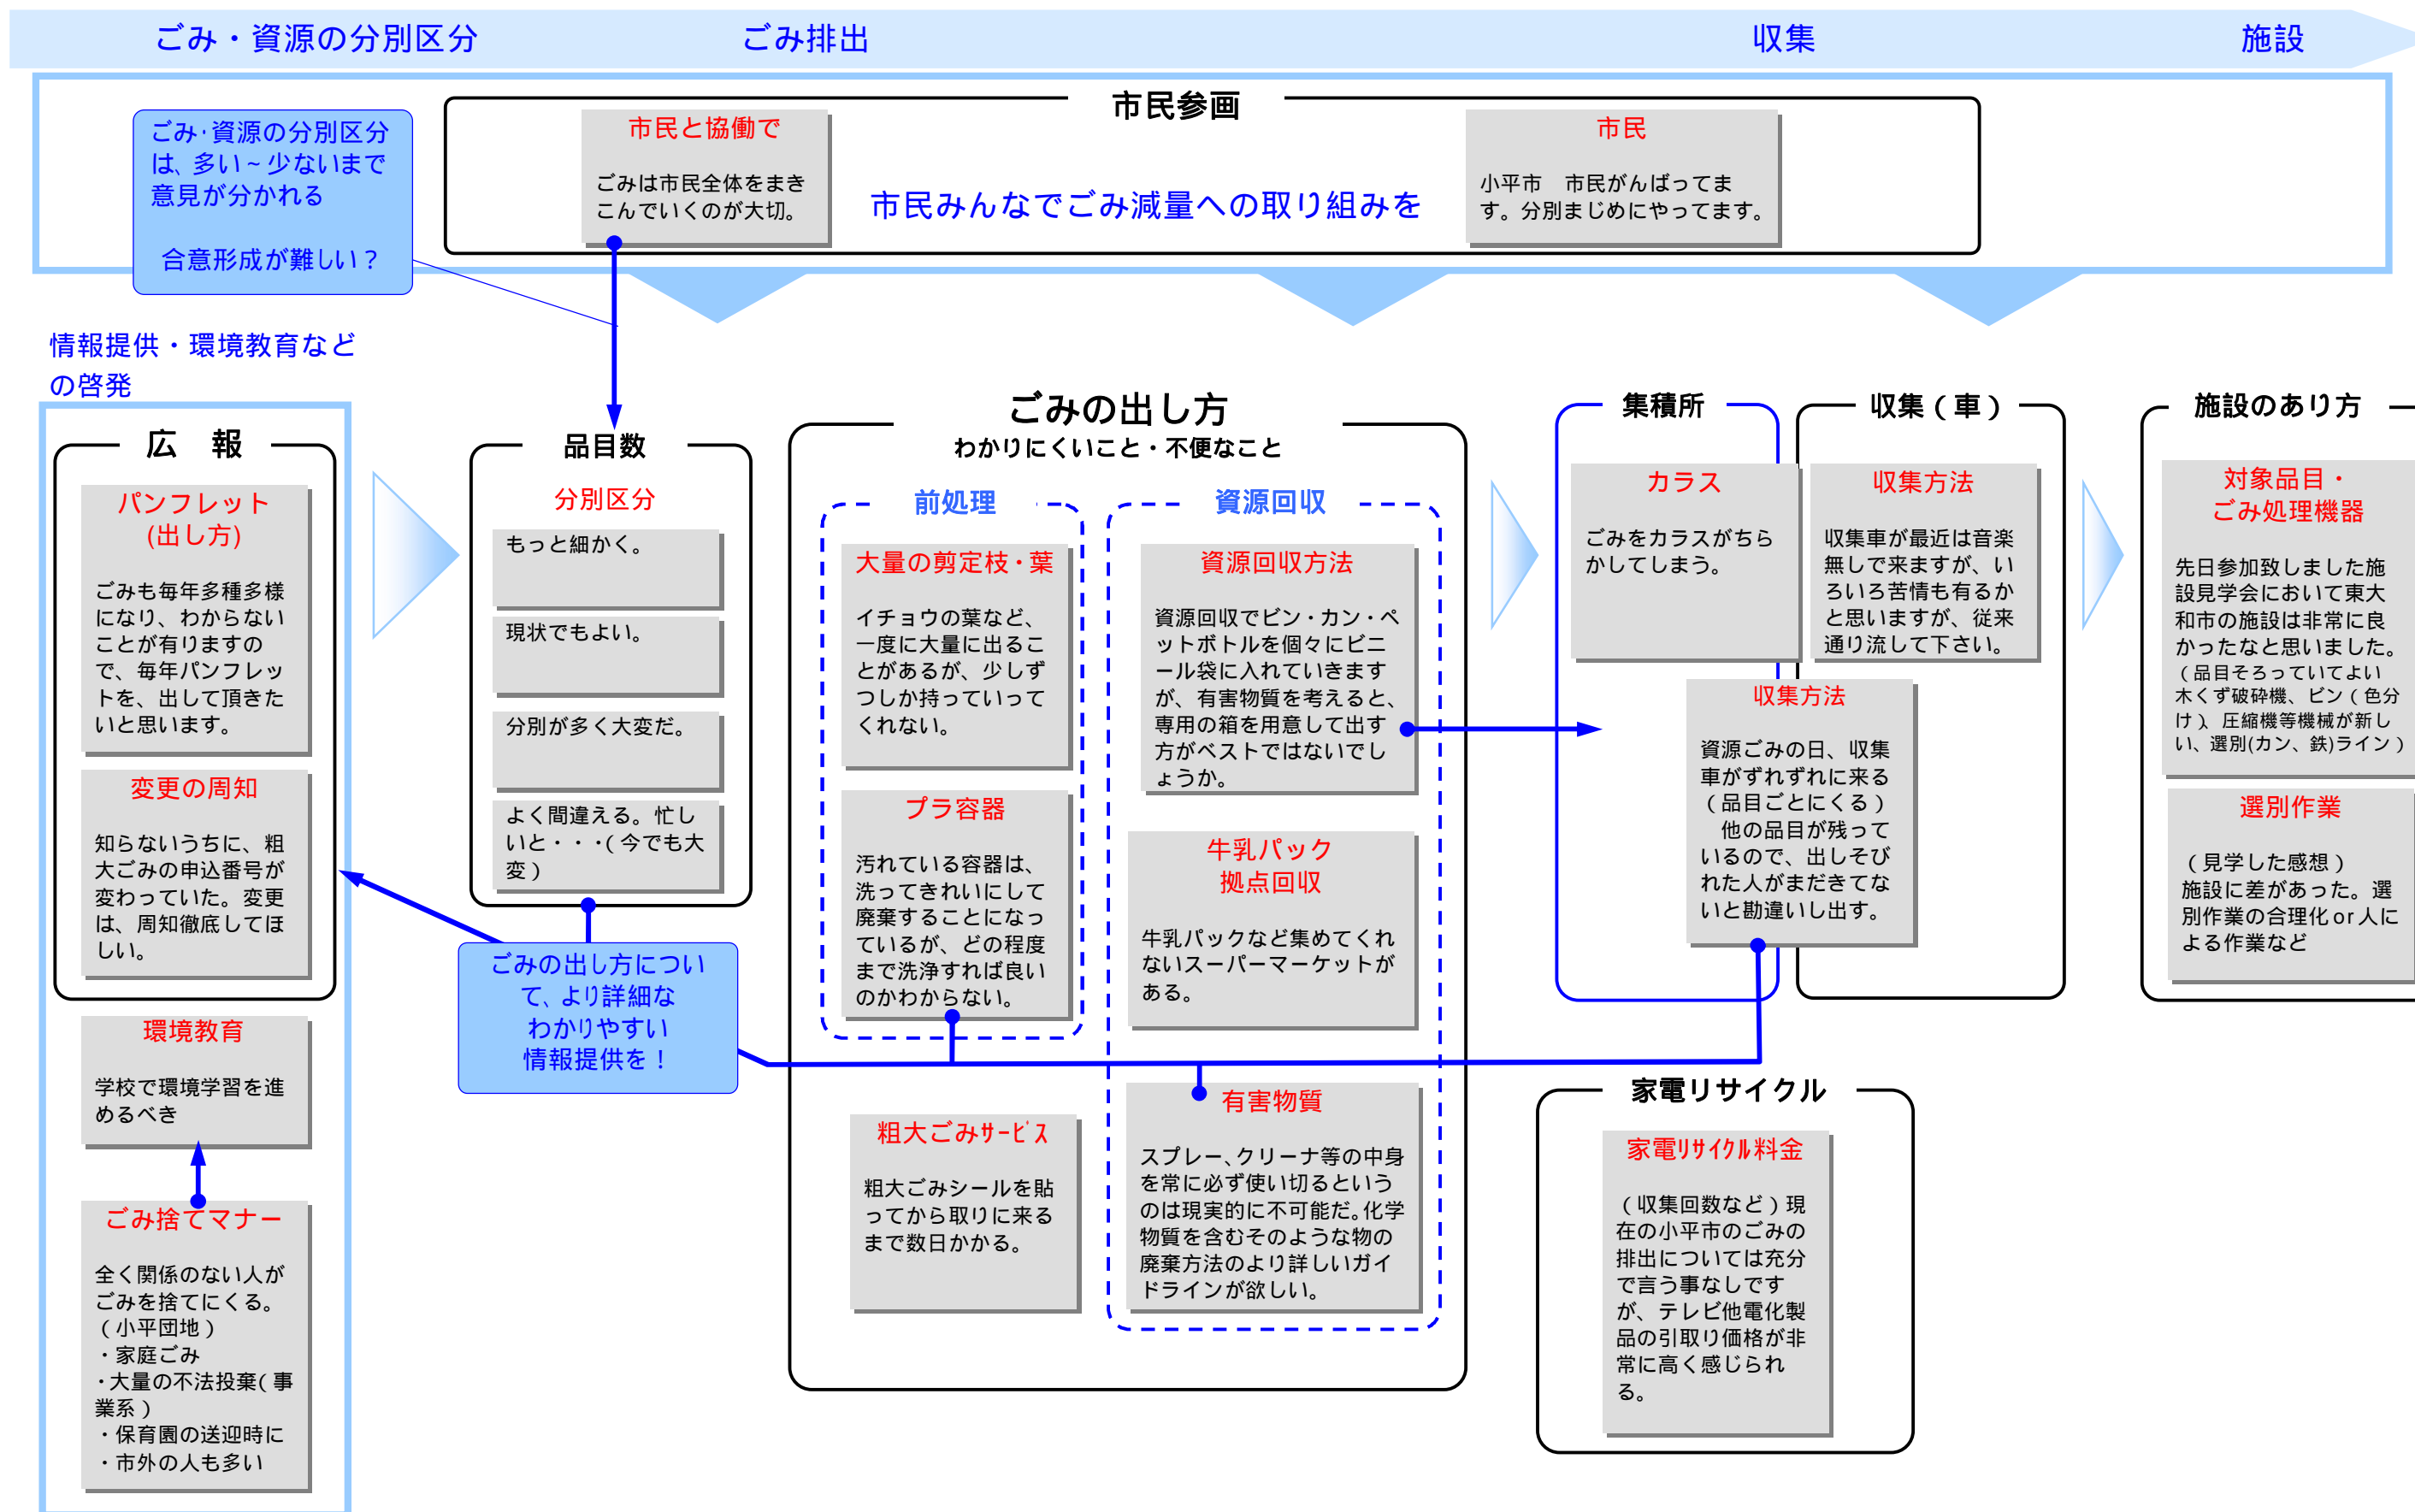 ごみ・資源の分別区分
ごみ排出
収集
施設
市民参画
ごみ・資源の分別区分
は、多い～少ないまで
意見が分かれる
合意形成が難しい？
市民と協働で
ごみは市民全体をまき
こんでいくのが大切。
市民みんなでごみ減量への取り組みを
市民
小平市　市民がんばってま
す。分別まじめにやってます。
情報提供・環境教育など
の啓発
広　報
パンフレット
(出し方)
ごみも毎年多種多様
になり、わからない
ことが有りますの
で、毎年パンフレッ
トを、出して頂きた
いと思います。
変更の周知
知らないうちに、粗
大ごみの申込番号が
変わっていた。変更
は、周知徹底してほ
しい。
環境教育
学校で環境学習を進
めるべき
ごみ捨てマナー
全く関係のない人が
ごみを捨てにくる。
（小平団地）
・家庭ごみ
・大量の不法投棄（事
業系）
・保育園の送迎時に
・市外の人も多い
品目数
分別区分
もっと細かく。
現状でもよい。
分別が多く大変だ。
よく間違える。忙し
いと・・・（今でも大
変）
ごみの出し方につい
て、より詳細な
わかりやすい
情報提供を！
ごみの出し方
わかりにくいこと・不便なこと
前処理
大量の剪定枝・葉
イチョウの葉など、
一度に大量に出るこ
とがあるが、少しず
つしか持っていって
くれない。
プラ容器
汚れている容器は、
洗ってきれいにして
廃棄することになっ
ているが、どの程度
まで洗浄すれば良い
のかわからない。
粗大ごみｻｰﾋﾞｽ
粗大ごみシールを貼
ってから取りに来る
まで数日かかる。
資源回収
資源回収方法
資源回収でビン・カン・ペ
ットボトルを個々にビニ
ール袋に入れていきます
が、有害物質を考えると、
専用の箱を用意して出す
方がベストではないでし
ょうか。
牛乳パック
拠点回収
牛乳パックなど集めてくれ
ないスーパーマーケットが
ある。
有害物質
スプレー、クリーナ等の中身
を常に必ず使い切るという
のは現実的に不可能だ。化学
物質を含むそのような物の
廃棄方法のより詳しいガイ
ドラインが欲しい。
集積所
カラス
ごみをカラスがちら
かしてしまう。
収集（車）
収集方法
収集車が最近は音楽
無しで来ますが、い
ろいろ苦情も有るか
と思いますが、従来
通り流して下さい。
収集方法
資源ごみの日、収集
車がずれずれに来る
（品目ごとにくる）
　他の品目が残って
いるので、出しそび
れた人がまだきてな
いと勘違いし出す。
家電リサイクル
家電ﾘｻｲｸﾙ料金
（収集回数など）現
在の小平市のごみの
排出については充分
で言う事なしです
が、テレビ他電化製
品の引取り価格が非
常に高く感じられ
る。
施設のあり方
対象品目・
ごみ処理機器
先日参加致しました施
設見学会において東大
和市の施設は非常に良
かったなと思いました。
（品目そろっていてよい
木くず破砕機、ビン（色分
け）、圧縮機等機械が新し
い、選別(カン、鉄)ライン）
選別作業
（見学した感想）
施設に差があった。選
別作業の合理化or人に
よる作業など